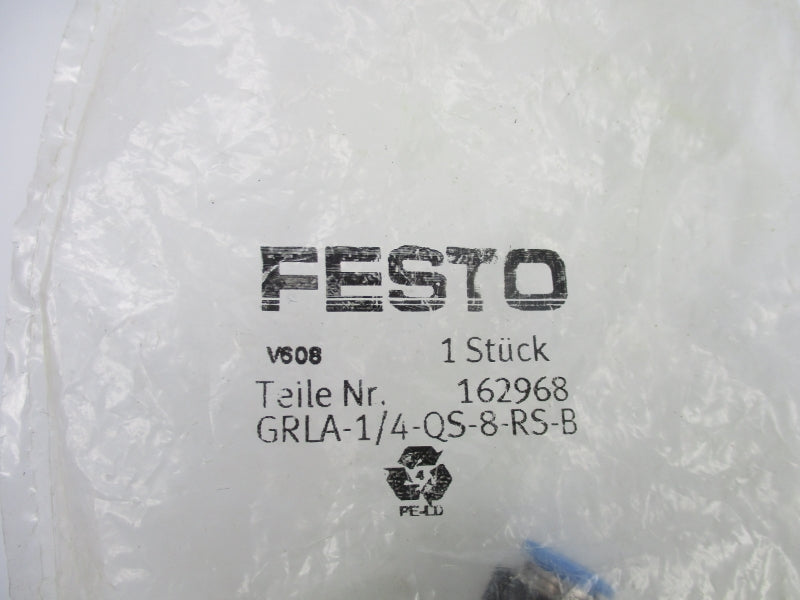 FESTO
V608 1 Stück
Teile Nr. 162968
GRLA-1/4-QS-8-RS-B
4
PE-LD